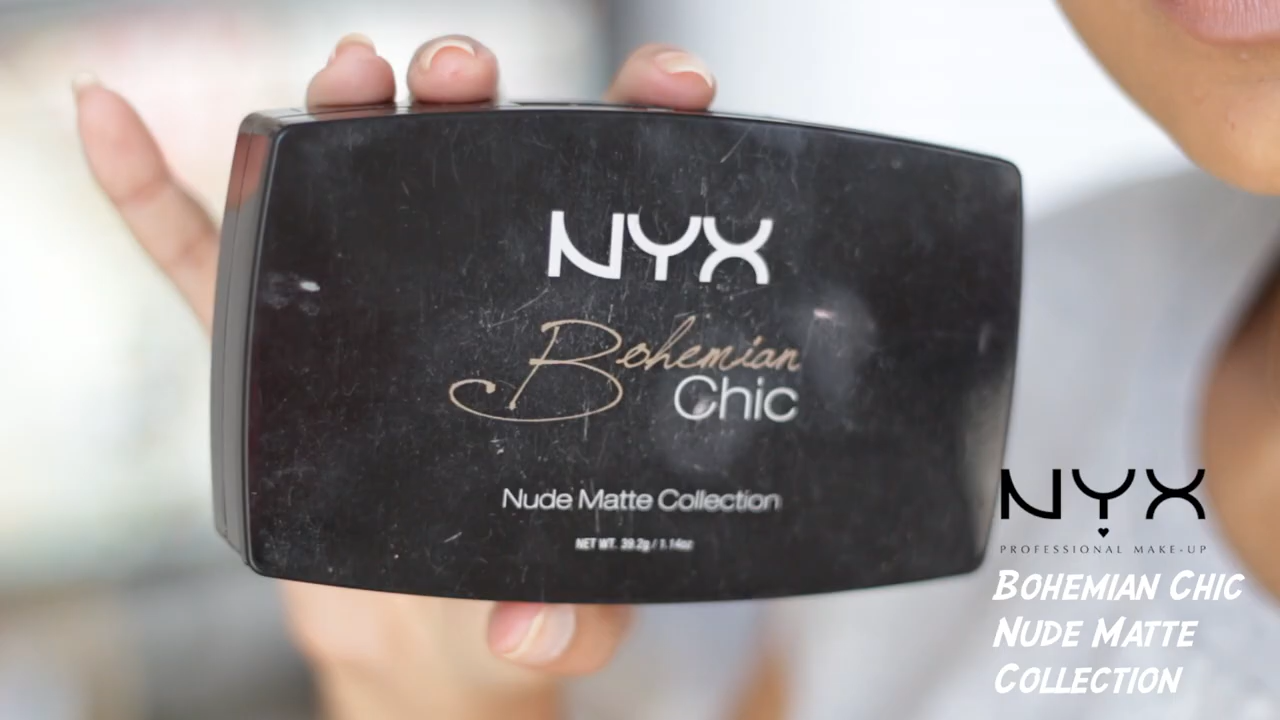 NYX
Bohemian
Chic
Nude Matte Collection
NET WT. 39.2g / 1.14oz
NYX
PROFESSIONAL MAKE-UP
BOHEMIAN CHIC
NUDE MATTE
COLLECTION